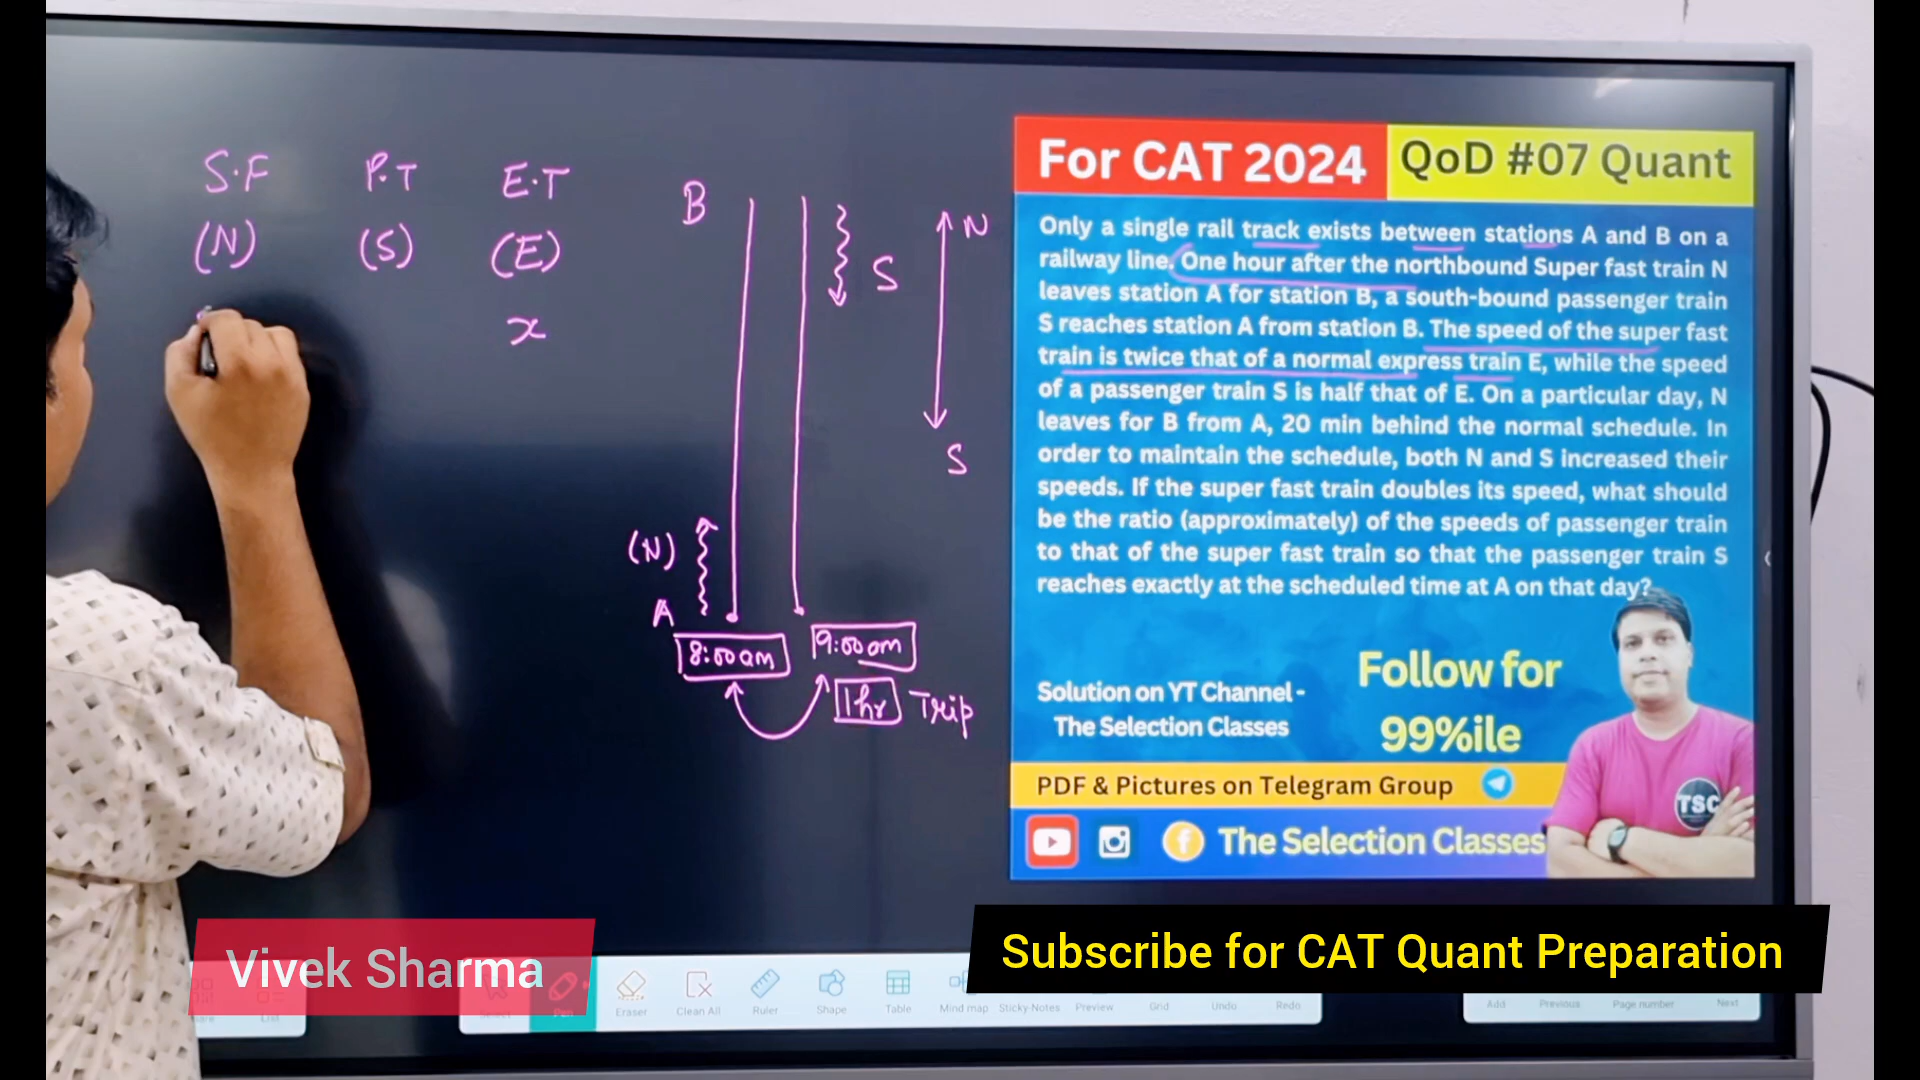 S.F P.T E.T
(N) (S) (E)
x
B
S
N
S
(N)
A
8:00am
9:00am
1hr Trip
For CAT 2024
QoD #07 Quant
Only a single rail track exists between stations A and B on a
railway line. One hour after the northbound Super fast train N
leaves station A for station B, a south-bound passenger train
S reaches station A from station B. The speed of the super fast
train is twice that of a normal express train E, while the speed
of a passenger train S is half that of E. On a particular day, N
leaves for B from A, 20 min behind the normal schedule. In
order to maintain the schedule, both N and S increased their
speeds. If the super fast train doubles its speed, what should
be the ratio (approximately) of the speeds of passenger train
to that of the super fast train so that the passenger train S
reaches exactly at the scheduled time at A on that day?
Solution on YT Channel -
The Selection Classes
Follow for
99%ile
TSC
PDF & Pictures on Telegram Group
The Selection Classes
Vivek Sharma
Subscribe for CAT Quant Preparation
List
Select
Pen
Eraser
Clean All
Ruler
Shape
Table
Mind map
Sticky-Notes
Preview
Grid
Undo
Redo
Add
Previous
Page number
Next